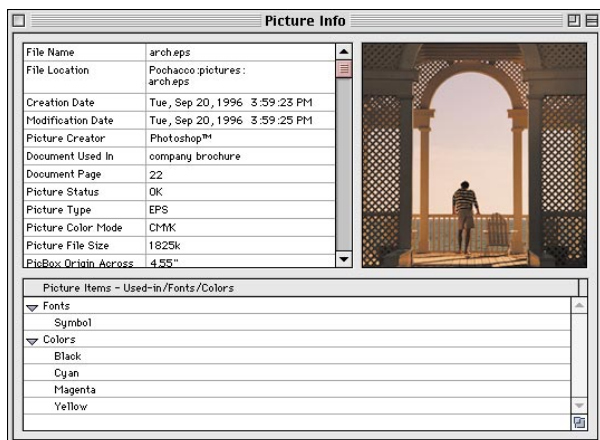 Picture Info
File Name arch.eps
File Location Pochacco:pictures:
arch.eps
Creation Date Tue, Sep 20, 1996 3:59:23 PM
Modification Date Tue, Sep 20, 1996 3:59:25 PM
Picture Creator Photoshop™
Document Used In company brochure
Document Page 22
Picture Status OK
Picture Type EPS
Picture Color Mode CMYK
Picture File Size 1825k
PicBox Origin Across 4.55"
Picture Items - Used-in/Fonts/Colors
Fonts
Symbol
Colors
Black
Cyan
Magenta
Yellow